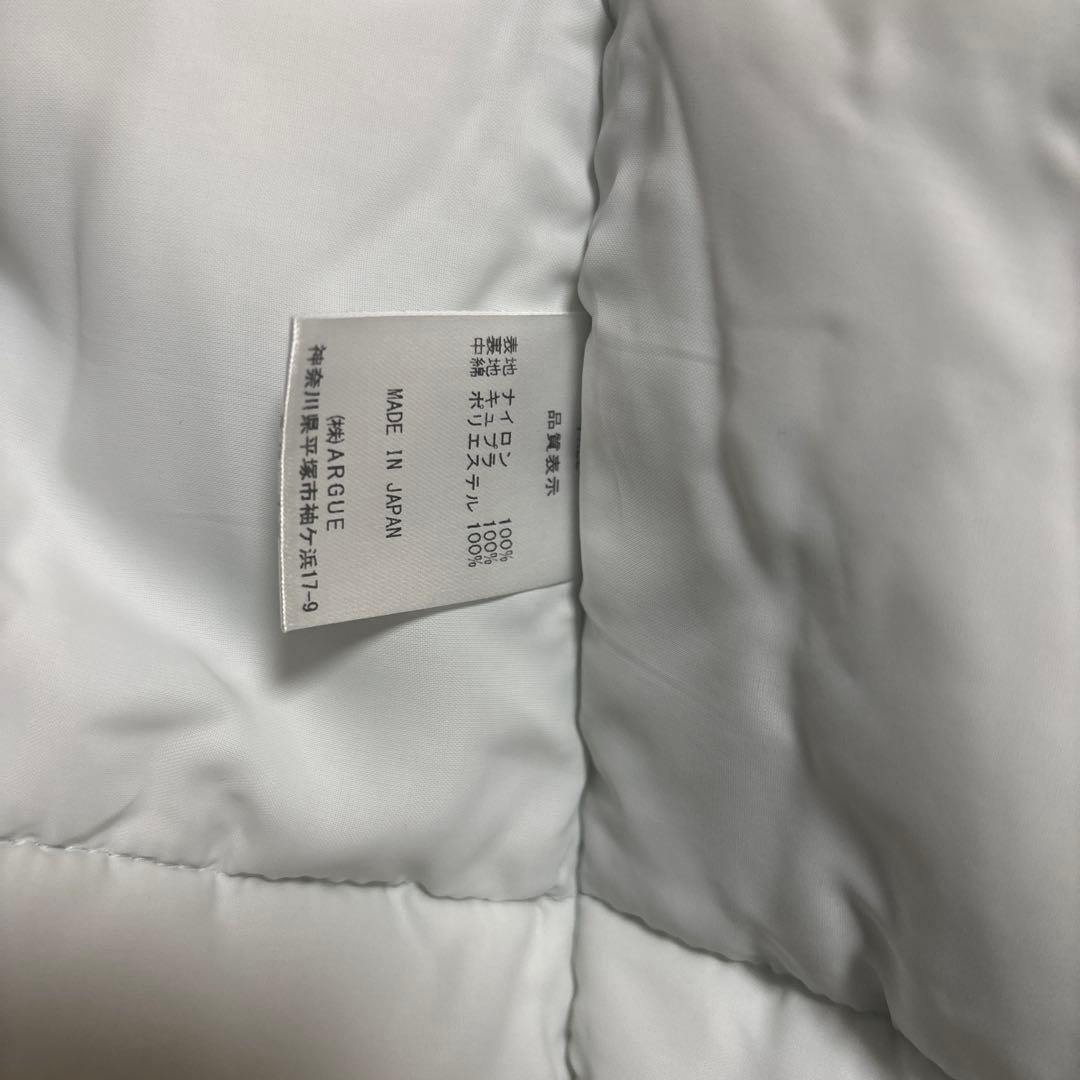 品質表示
表地 ナイロン 100%
裏地 キュプラ 100%
中綿 ポリエステル 100%
MADE IN JAPAN
(株)ARGUE
神奈川県平塚市袖ケ浜17-9